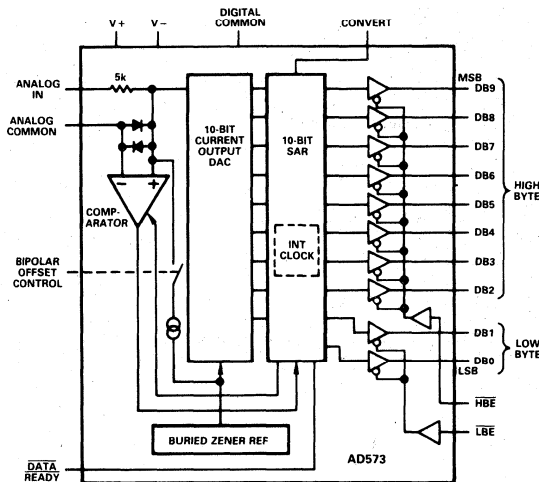 V+ V− DIGITAL COMMON CONVERT
ANALOG IN
5k
ANALOG COMMON
10-BIT CURRENT OUTPUT DAC
10-BIT SAR
INT CLOCK
− +
COMP-
ARATOR
BIPOLAR OFFSET CONTROL
BURIED ZENER REF
DATA READY
AD573
MSB
DB9
DB8
DB7
DB6
DB5
DB4
DB3
DB2
HIGH BYTE
DB1
DB0
LSB
LOW BYTE
HBE
LBE